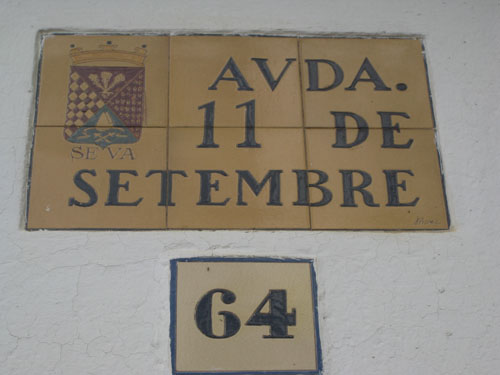 AVDA.
11 DE
SEVA
SETEMBRE
64